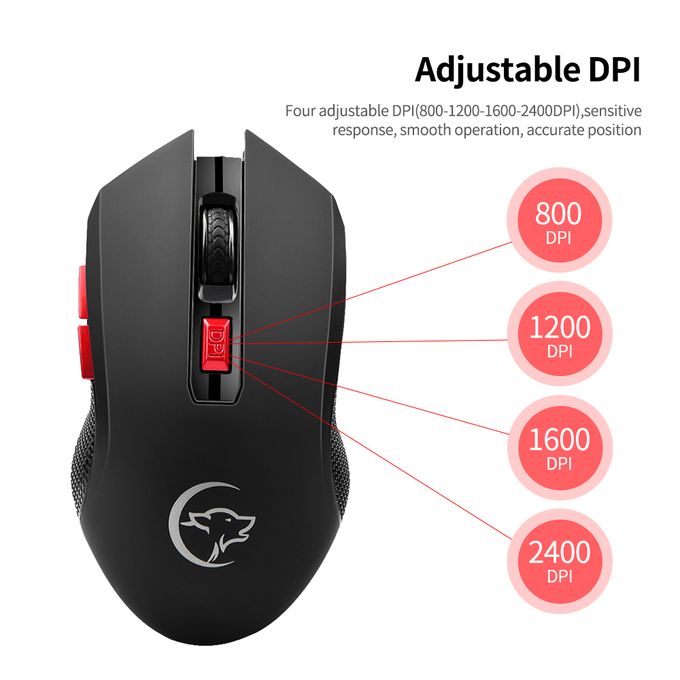 Adjustable DPI
Four adjustable DPI(800-1200-1600-2400DPI),sensitive
response, smooth operation, accurate position
800
DPI
1200
DPI
DPI
1600
DPI
2400
DPI